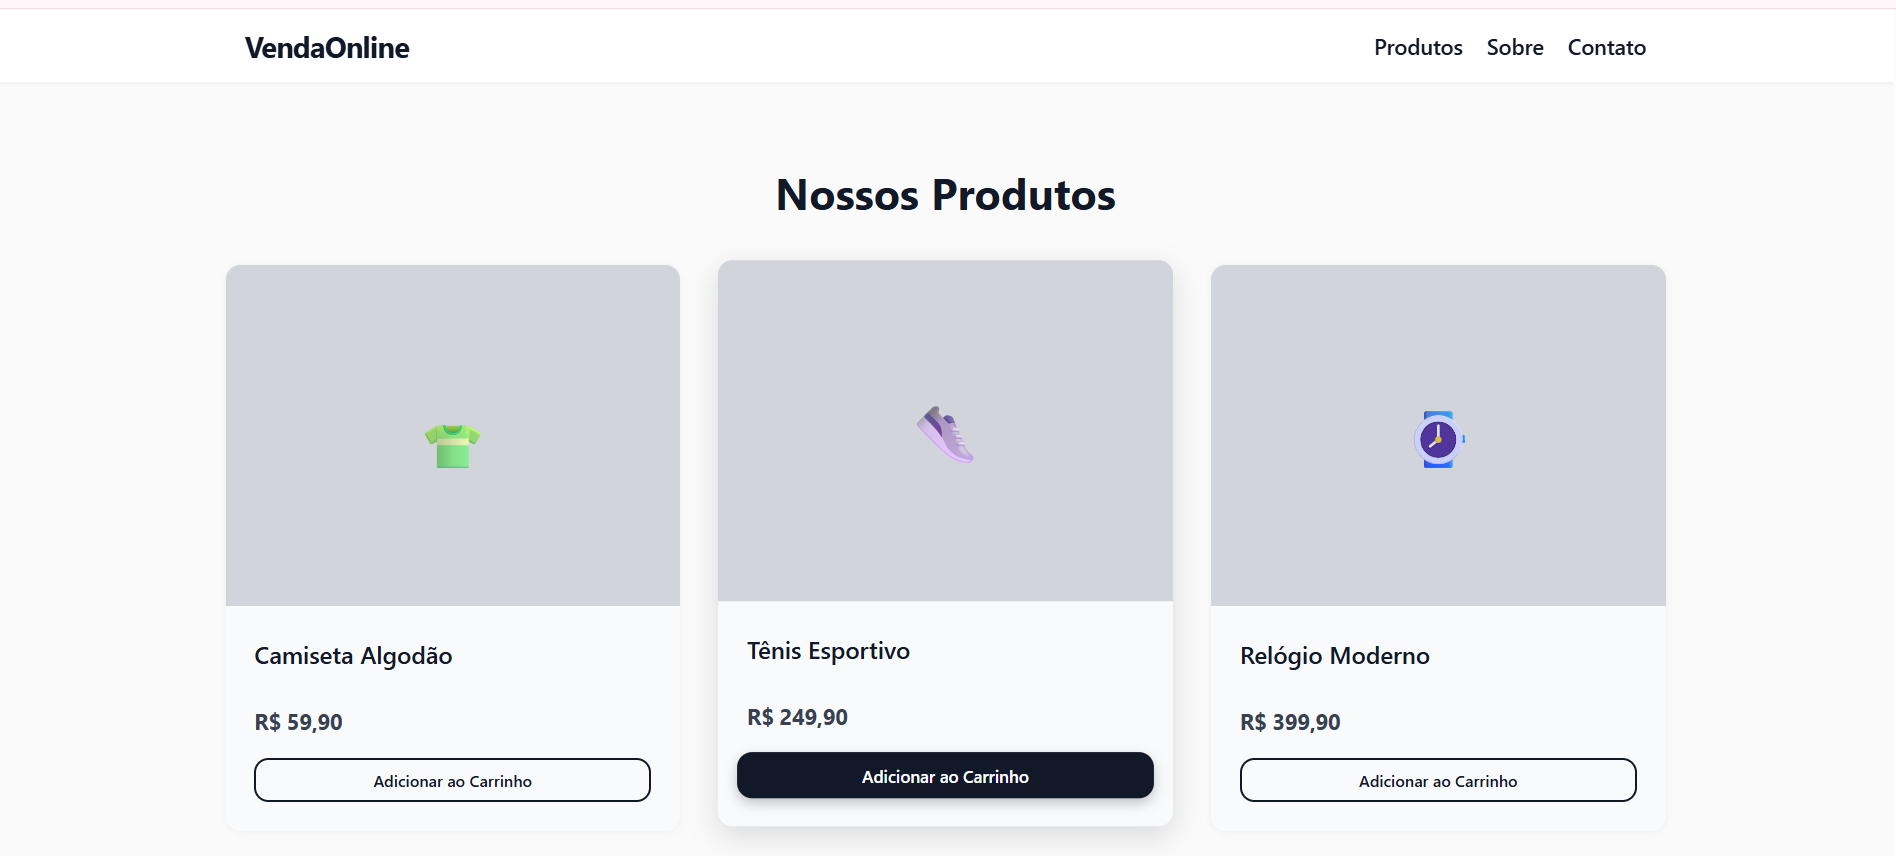 VendaOnline
Produtos Sobre Contato
Nossos Produtos
Camiseta Algodão
R$ 59,90
Adicionar ao Carrinho
Tênis Esportivo
R$ 249,90
Adicionar ao Carrinho
Relógio Moderno
R$ 399,90
Adicionar ao Carrinho